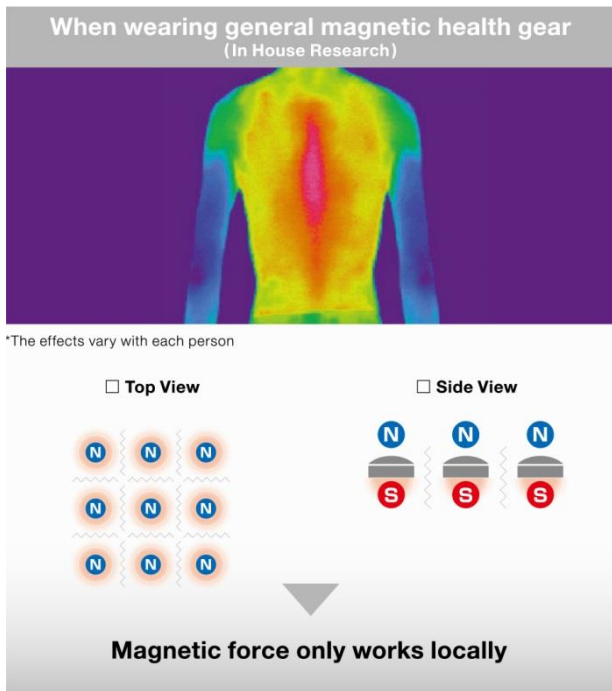 When wearing general magnetic health gear
(In House Research)
*The effects vary with each person
☐ Top View
☐ Side View
N N N
N N N
N N N
N N N
S S S
Magnetic force only works locally